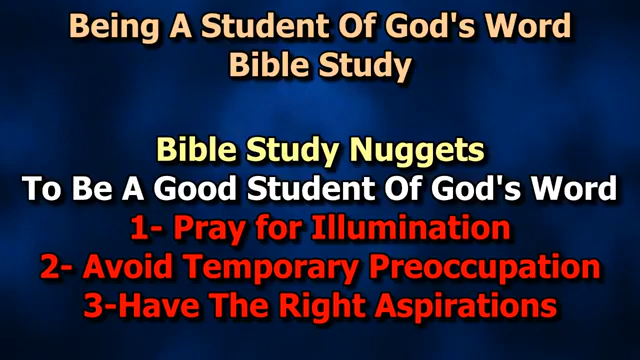 Being A Student Of God's Word
Bible Study
Bible Study Nuggets
To Be A Good Student Of God's Word
1- Pray for Illumination
2- Avoid Temporary Preoccupation
3-Have The Right Aspirations